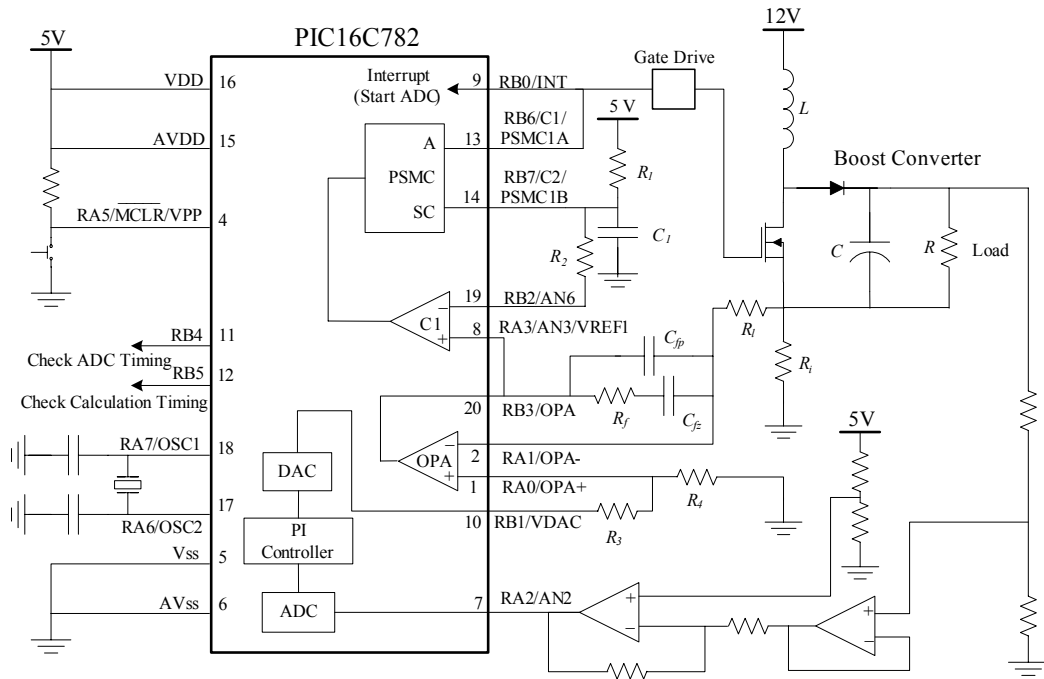 12V
5V
PIC16C782
Gate Drive
VDD 16
Interrupt
(Start ADC)
9 RB0/INT
5 V
L
AVDD 15
A
13
RB6/C1/
PSMC1A
R1
Boost Converter
PSMC
RB7/C2/
PSMC1B
14
SC
RA5/MCLR/VPP
4
C1
R2
C
R
Load
19 RB2/AN6
C1
−
+
8 RA3/AN3/VREF1
Rl
RB4 11
Check ADC Timing
Cfp
Ri
RB5 12
Check Calculation Timing
20 RB3/OPA
Rf
Cfz
5V
RA7/OSC1 18
OPA
−
+
2 RA1/OPA-
DAC
1 RA0/OPA+
R4
17
RA6/OSC2
10 RB1/VDAC
R3
PI
Controller
Vss
5
ADC
AVss 6
7 RA2/AN2
+
−
+
−